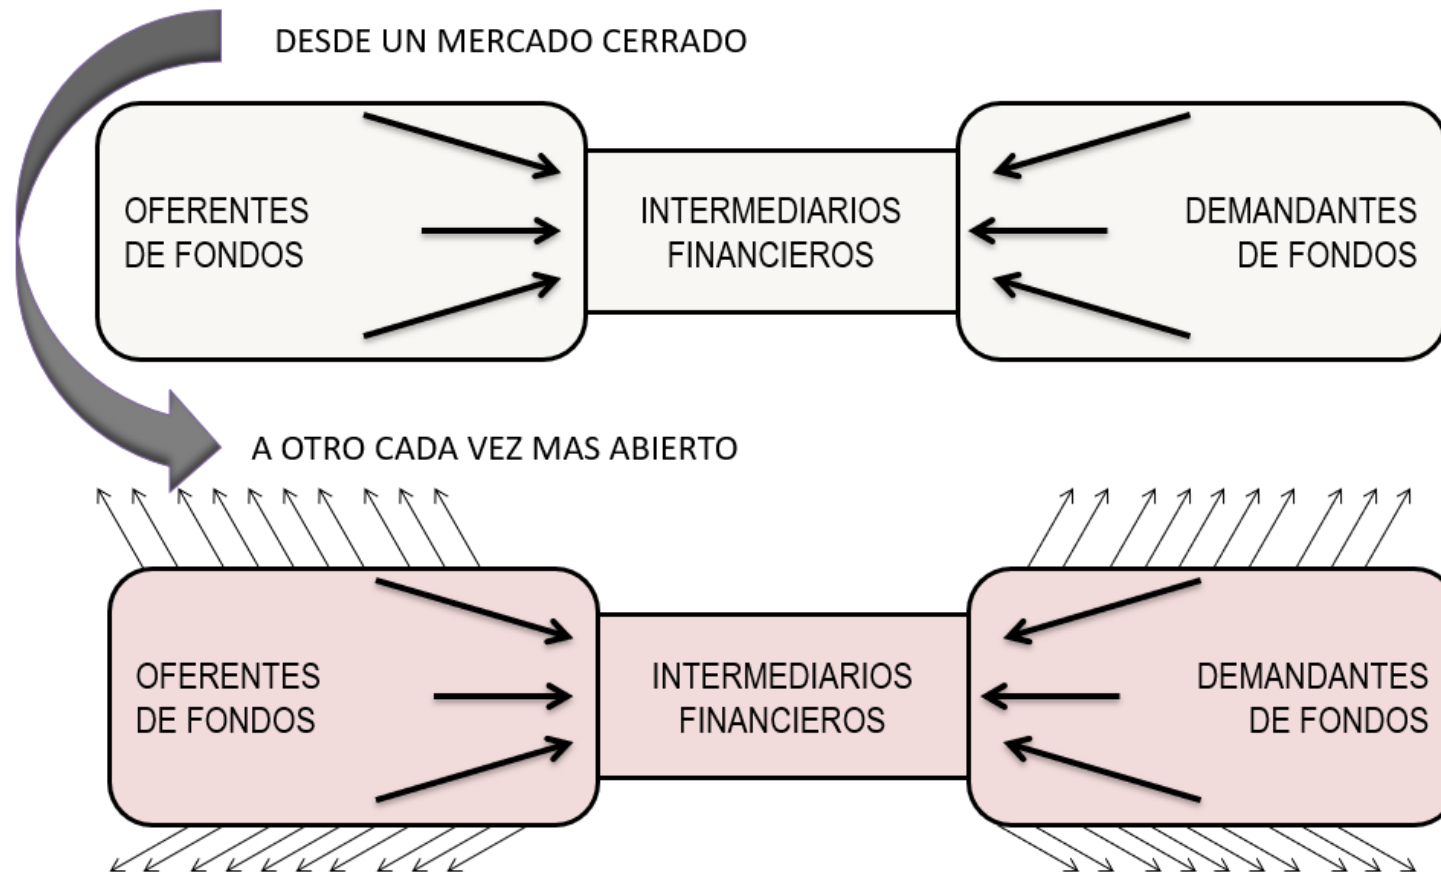 DESDE UN MERCADO CERRADO
OFERENTES
DE FONDOS
INTERMEDIARIOS
FINANCIEROS
DEMANDANTES
DE FONDOS
A OTRO CADA VEZ MAS ABIERTO
OFERENTES
DE FONDOS
INTERMEDIARIOS
FINANCIEROS
DEMANDANTES
DE FONDOS